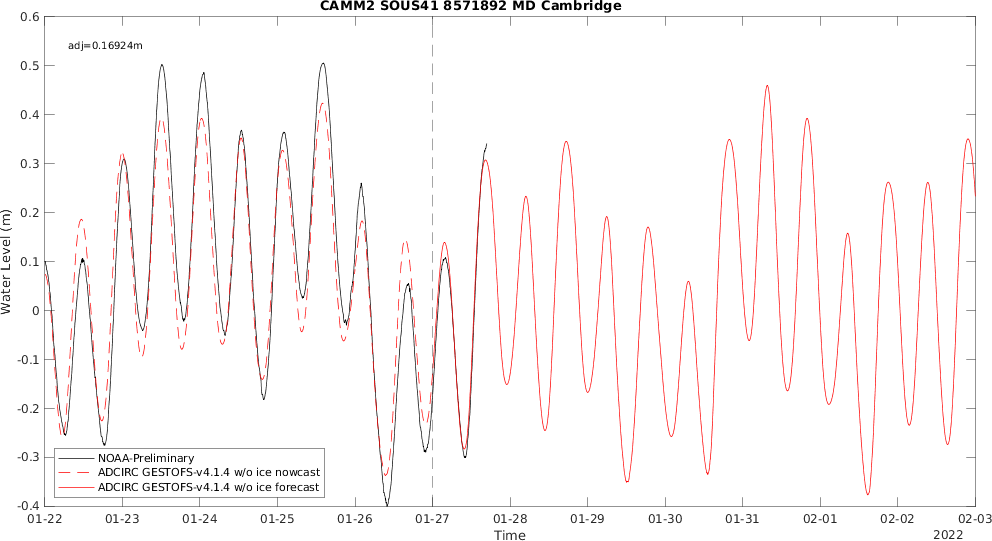 CAMM2 SOUS41 8571892 MD Cambridge
adj=0.16924m
0.6
0.5
0.4
0.3
0.2
0.1
0
-0.1
-0.2
-0.3
-0.4
Water Level (m)
NOAA-Preliminary
ADCIRC GESTOFS-v4.1.4 w/o ice nowcast
ADCIRC GESTOFS-v4.1.4 w/o ice forecast
01-22 01-23 01-24 01-25 01-26 01-27 01-28 01-29 01-30 01-31 02-01 02-02 02-03
Time
2022